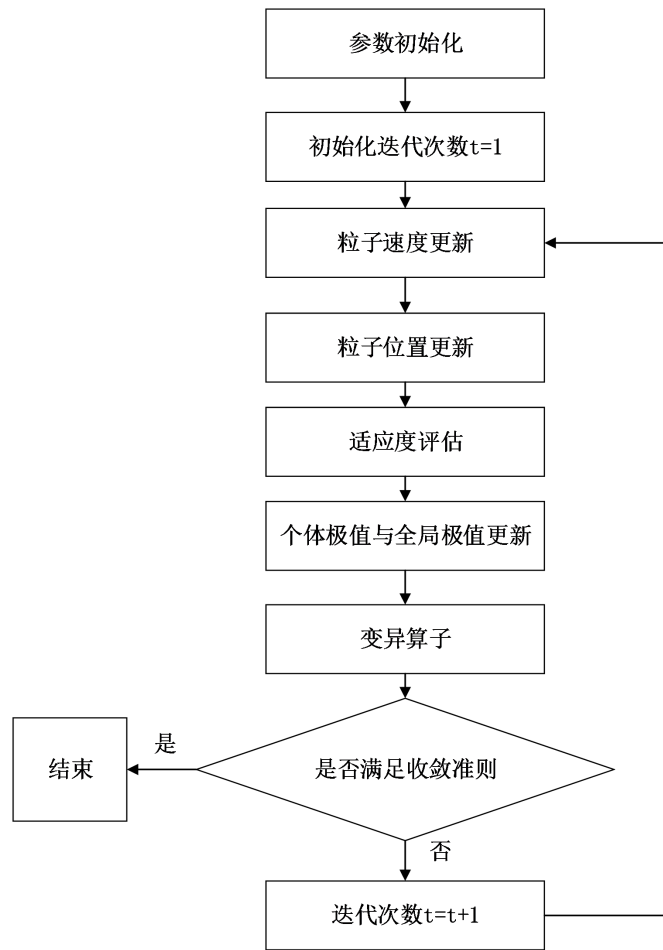 参数初始化
初始化迭代次数t=1
粒子速度更新
粒子位置更新
适应度评估
个体极值与全局极值更新
变异算子
是
结束
是否满足收敛准则
否
迭代次数t=t+1